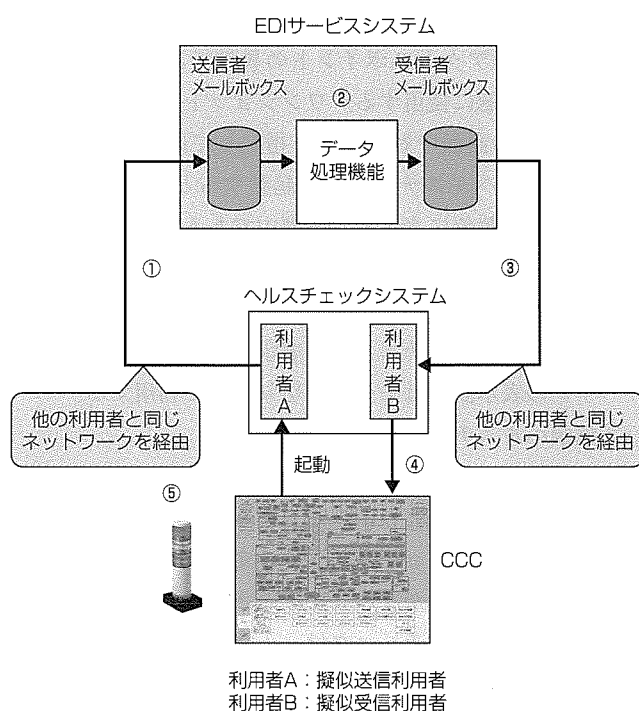 EDIサービスシステム
送信者
メールボックス
②
受信者
メールボックス
データ
処理機能
①
③
ヘルスチェックシステム
利用者A
利用者B
他の利用者と同じ
ネットワークを経由
他の利用者と同じ
ネットワークを経由
起動
④
⑤
CCC
利用者A:擬似送信利用者
利用者B:擬似受信利用者